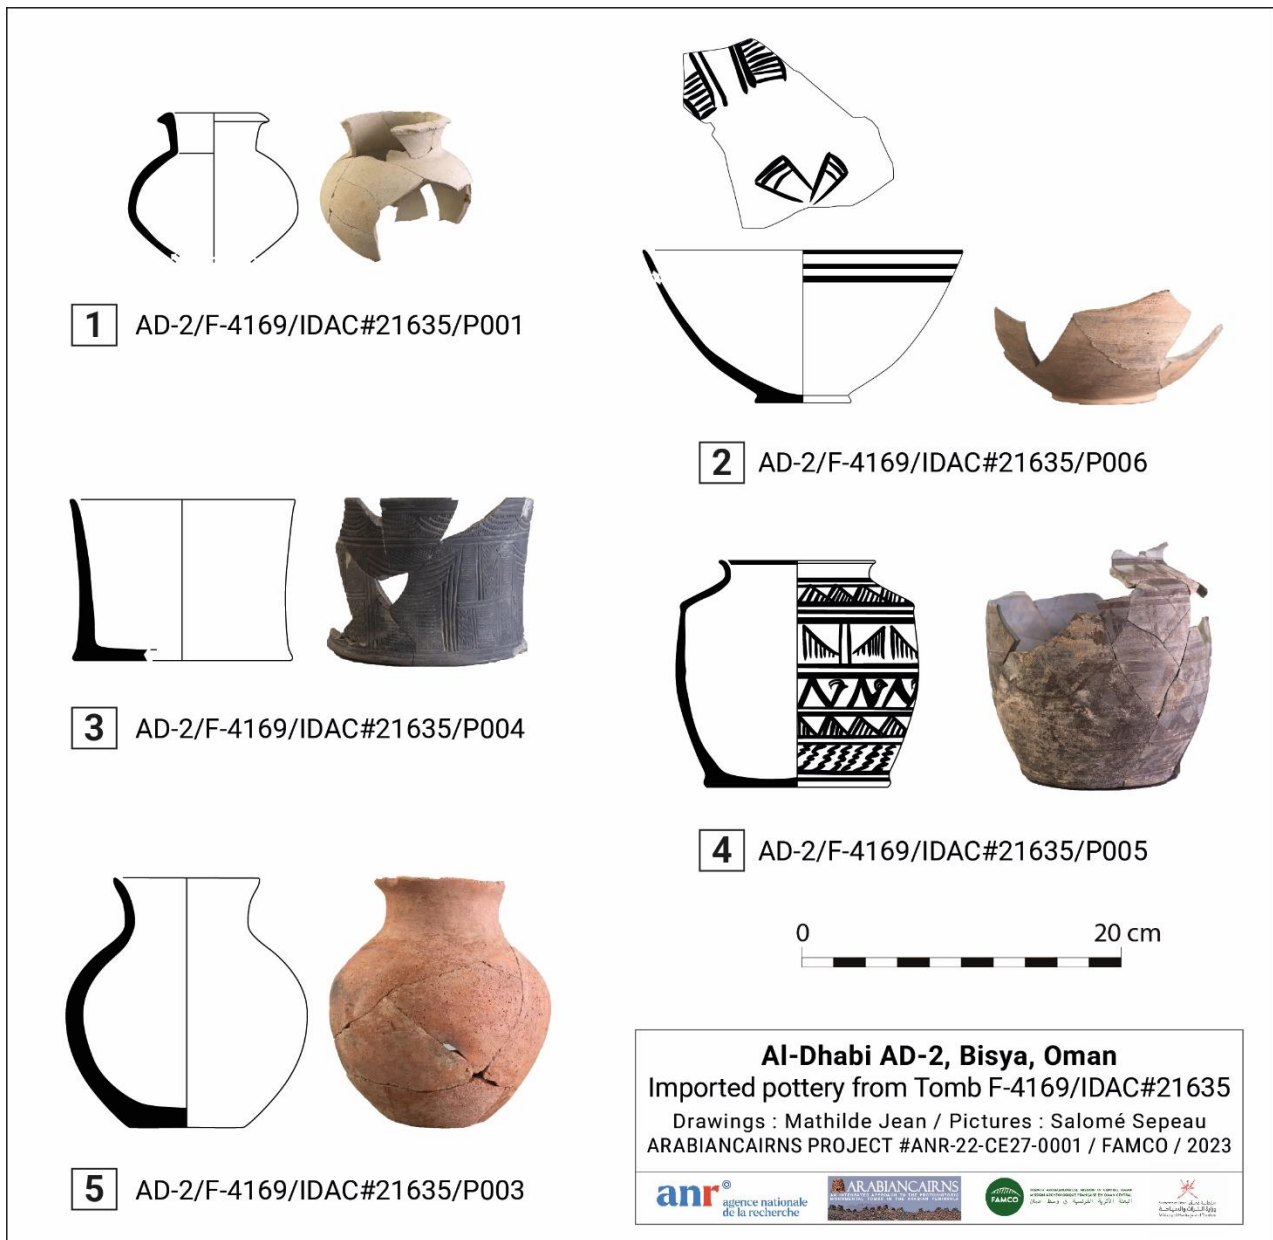 1 AD-2/F-4169/IDAC#21635/P001
2 AD-2/F-4169/IDAC#21635/P006
3 AD-2/F-4169/IDAC#21635/P004
4 AD-2/F-4169/IDAC#21635/P005
5 AD-2/F-4169/IDAC#21635/P003
0 20 cm
Al-Dhabi AD-2, Bisya, Oman
Imported pottery from Tomb F-4169/IDAC#21635
Drawings : Mathilde Jean / Pictures : Salomé Sepeau
ARABIANCAIRNS PROJECT #ANR-22-CE27-0001 / FAMCO / 2023
anr
agence nationale
de la recherche
ARABIANCAIRNS
FAMCO